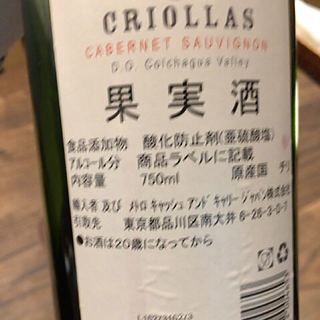 CRIOLLAS
CABERNET SAUVIGNON
D.O. Colchagua Valley
果実酒
食品添加物 酸化防止剤(亜硫酸塩)
アルコール分 商品ラベルに記載
内容量 750ml 原産国 チリ
輸入者 及び メトロ キャッシュ アンド キャリー ジャパン株式
引取先 東京都品川区南大井 6-26-3
●お酒は20歳になってから